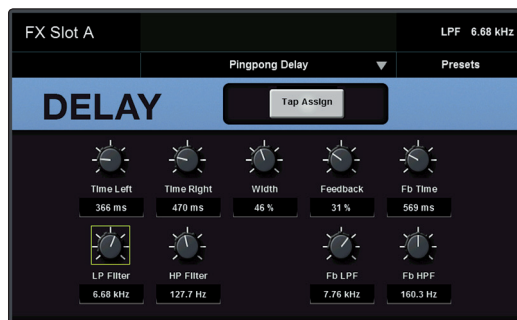 FX Slot A
LPF 6.68 kHz
Pingpong Delay
Presets
DELAY
Tap Assign
Time Left Time Right Width Feedback Fb Time
366 ms 470 ms 46 % 31 % 569 ms
LP Filter HP Filter Fb LPF Fb HPF
6.68 kHz 127.7 Hz 7.76 kHz 160.3 Hz